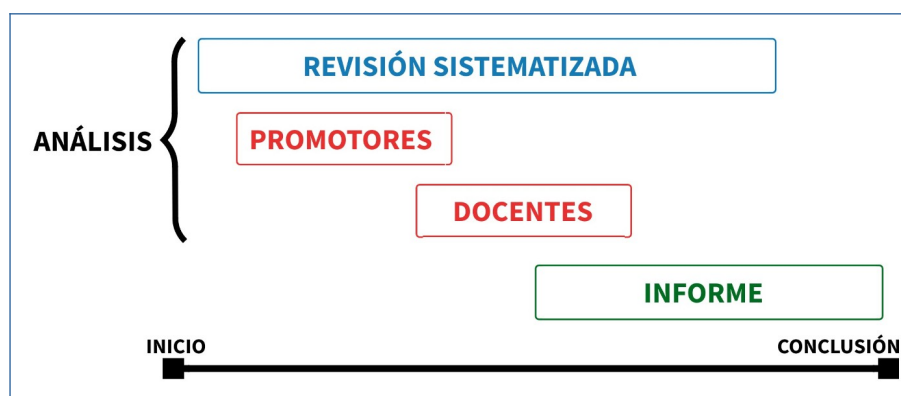 REVISIÓN SISTEMATIZADA
ANÁLISIS
PROMOTORES
DOCENTES
INFORME
INICIO
CONCLUSIÓN